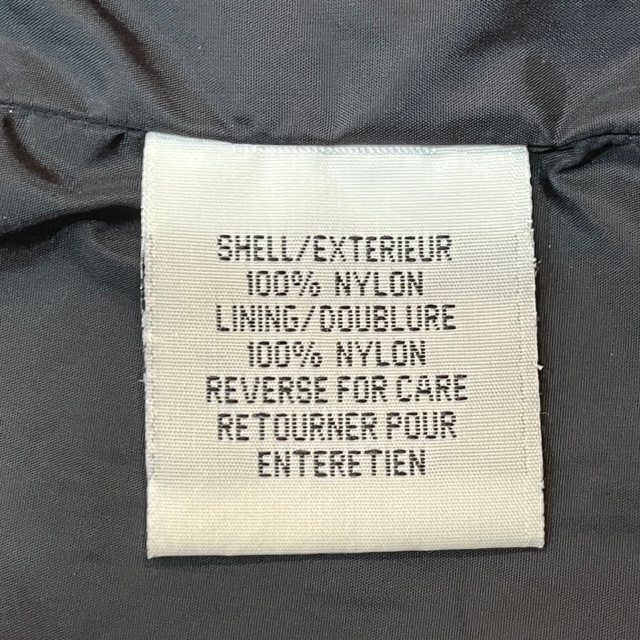 SHELL/EXTERIEUR
100% NYLON
LINING/DOUBLURE
100% NYLON
REVERSE FOR CARE
RETOURNER POUR
ENTERETIEN